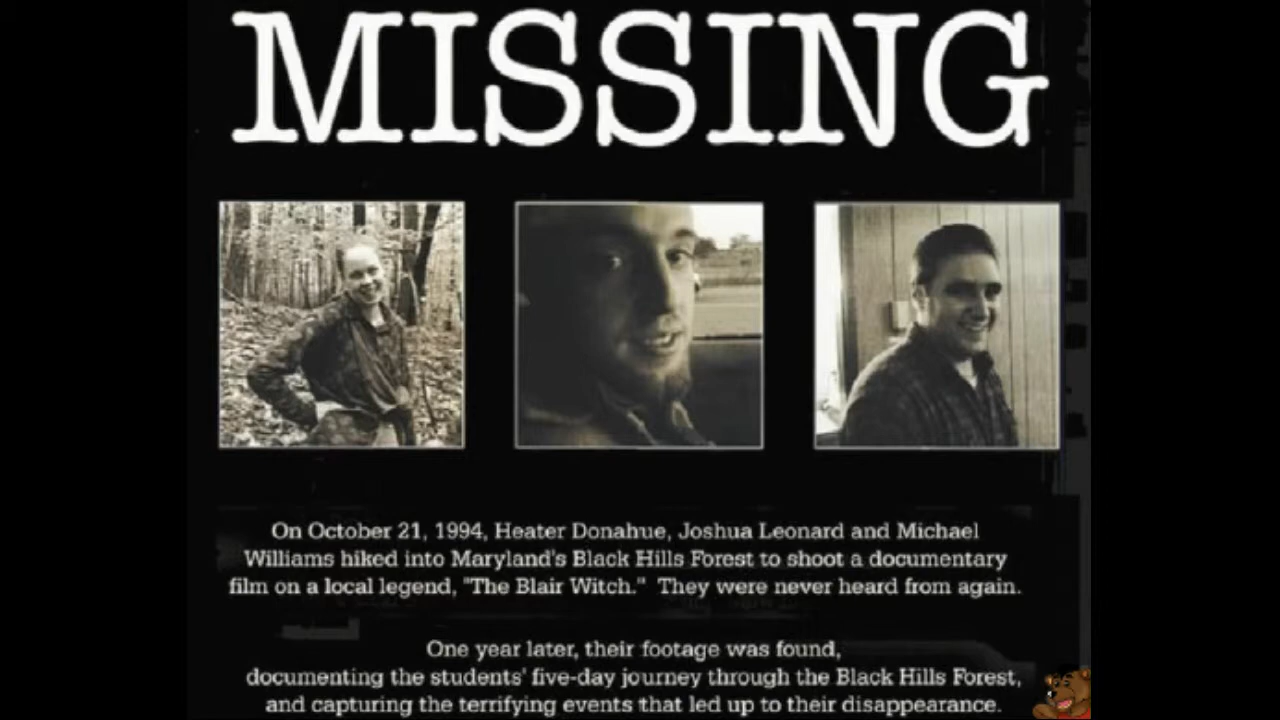 MISSING
On October 21, 1994, Heater Donahue, Joshua Leonard and Michael
Williams hiked into Maryland's Black Hills Forest to shoot a documentary
film on a local legend, "The Blair Witch."  They were never heard from again.
One year later, their footage was found,
documenting the students' five-day journey through the Black Hills Forest,
and capturing the terrifying events that led up to their disappearance.